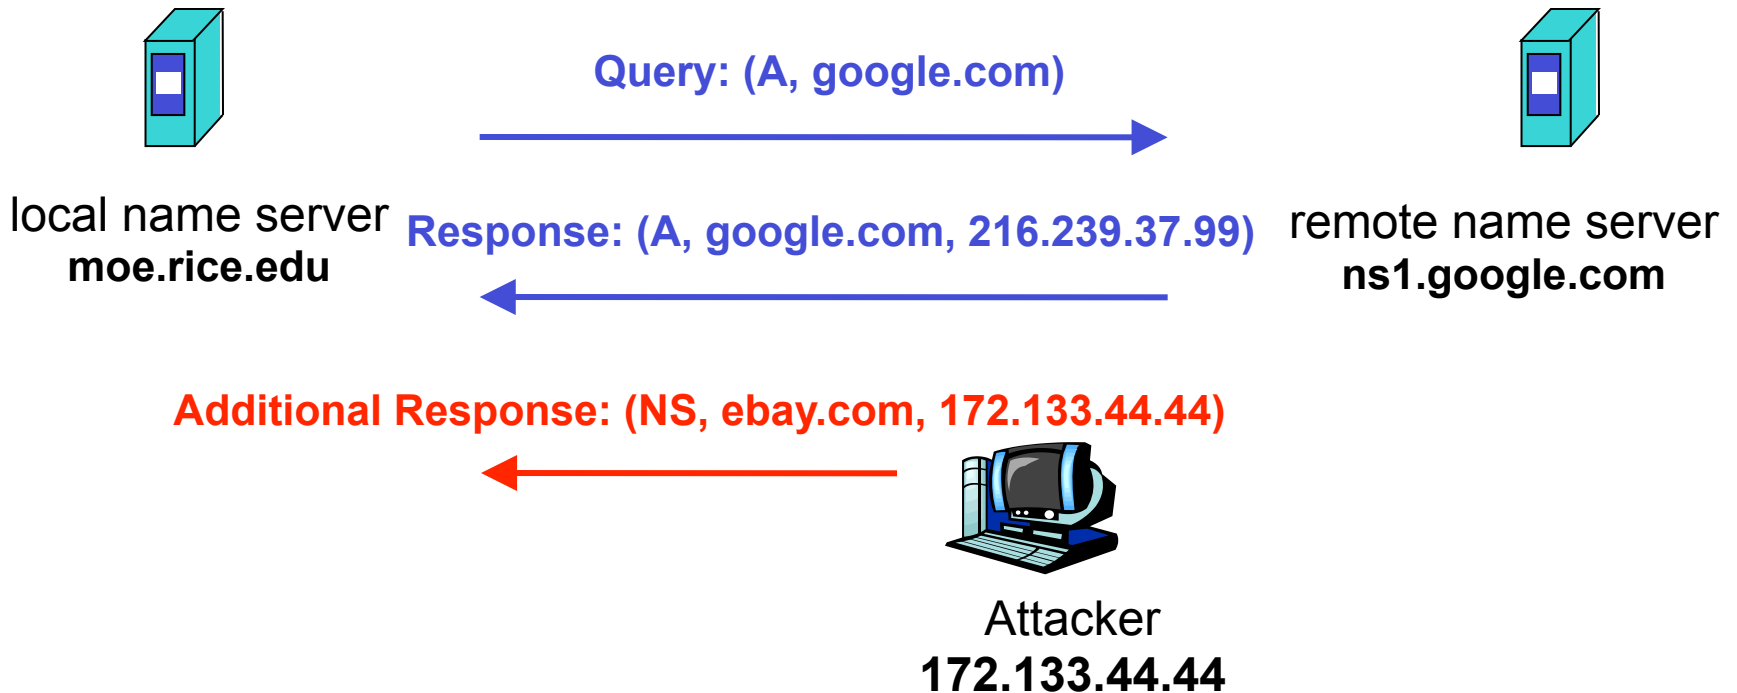 Query: (A, google.com)
local name server
moe.rice.edu
Response: (A, google.com, 216.239.37.99)
remote name server
ns1.google.com
Additional Response: (NS, ebay.com, 172.133.44.44)
Attacker
172.133.44.44